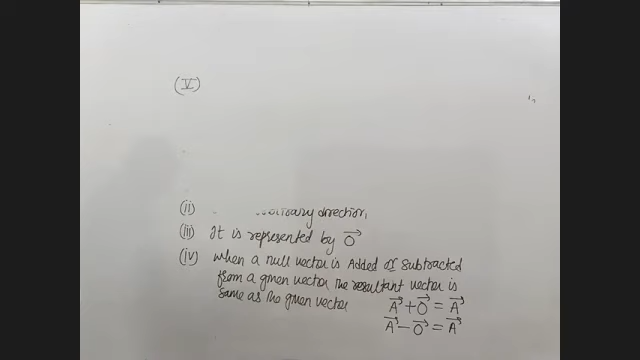 (V)
(ii) direction,
(iii) It is represented by O⃗
(iv) when a null vector is Added or Subtracted
from a given vector the resultant vector is
same as the given vector
A⃗ + O⃗ = A⃗
A⃗ - O⃗ = A⃗